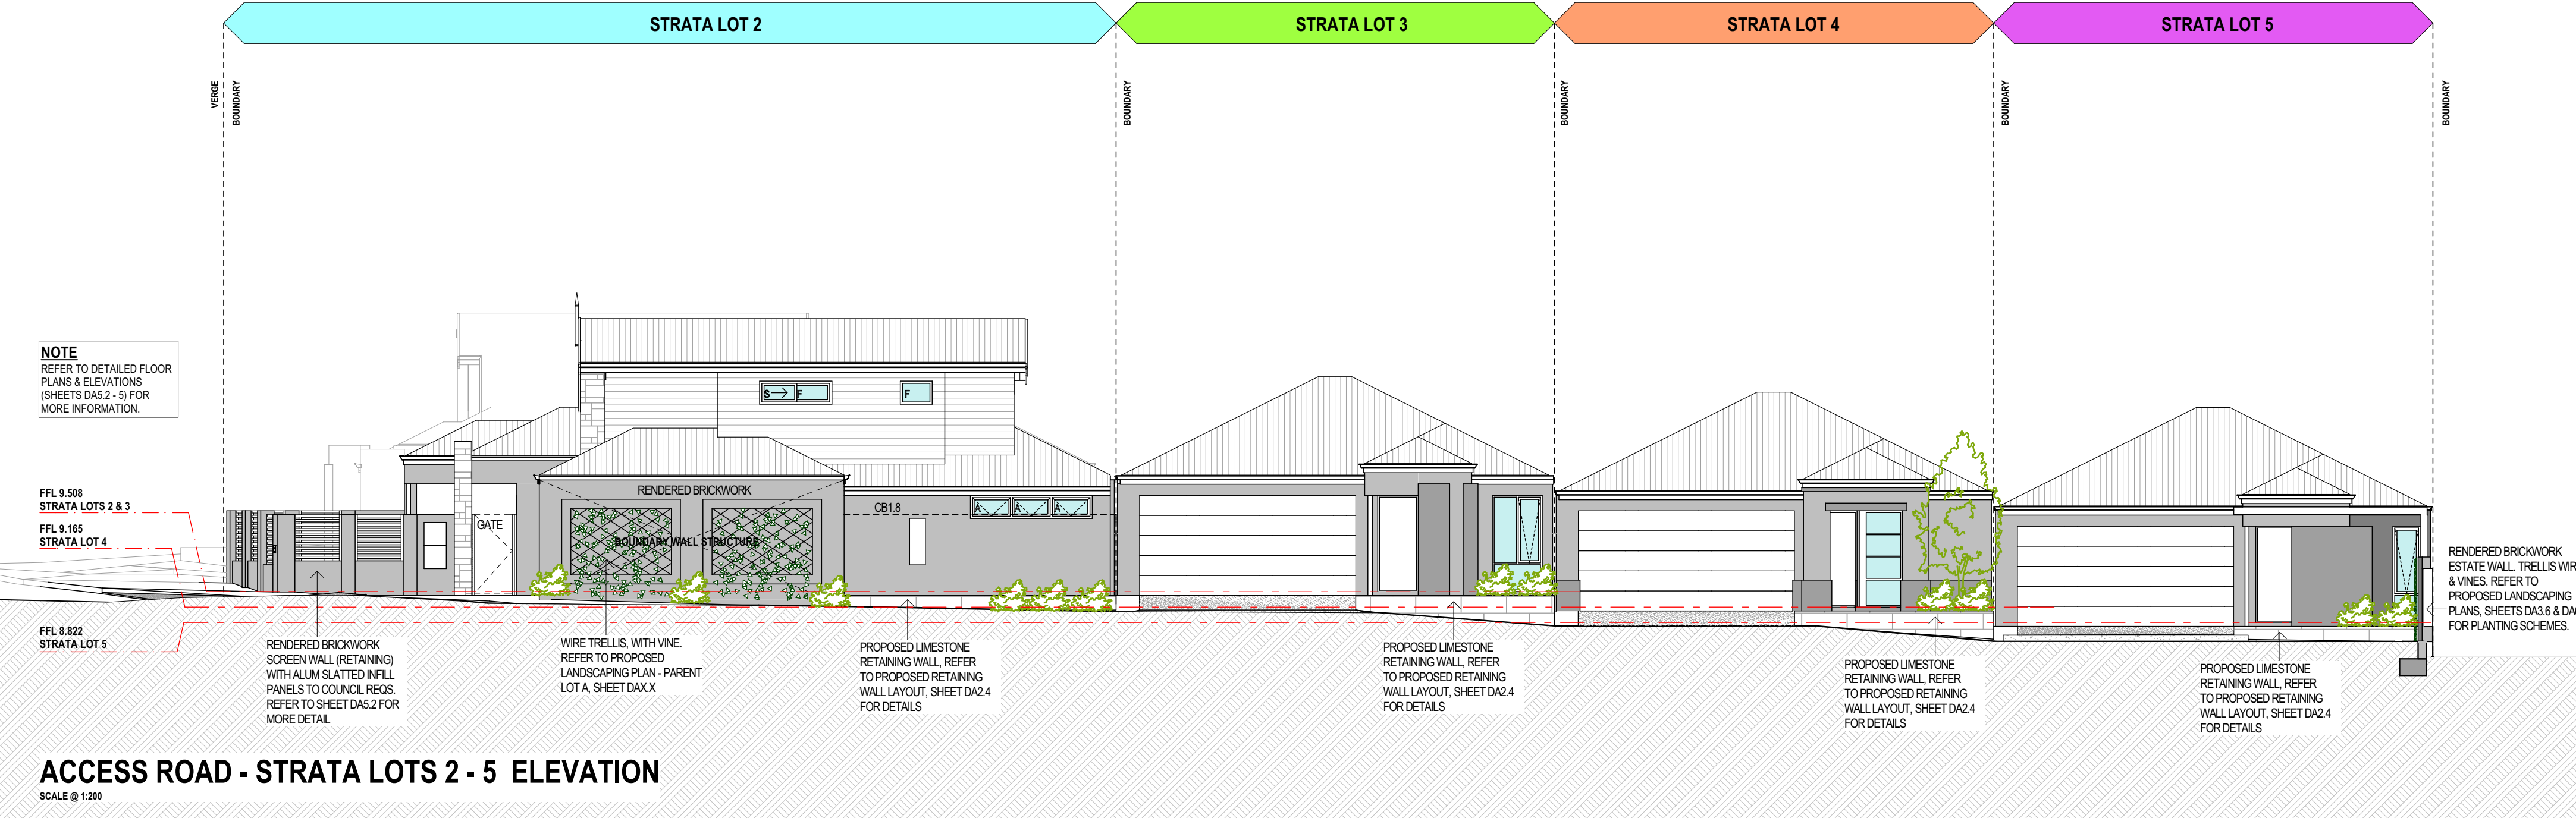 STRATA LOT 2
STRATA LOT 3
STRATA LOT 4
STRATA LOT 5
VERGE
BOUNDARY
BOUNDARY
BOUNDARY
BOUNDARY
BOUNDARY
NOTE
REFER TO DETAILED FLOOR
PLANS & ELEVATIONS
(SHEETS DA5.2 - 5) FOR
MORE INFORMATION.
S
F
F
FFL 9.508
STRATA LOTS 2 & 3
FFL 9.165
STRATA LOT 4
FFL 8.822
STRATA LOT 5
GATE
RENDERED BRICKWORK
BOUNDARY WALL STRUCTURE
CB1.8
A
A
A
RENDERED BRICKWORK
SCREEN WALL (RETAINING)
WITH ALUM SLATTED INFILL
PANELS TO COUNCIL REQS.
REFER TO SHEET DA5.2 FOR
MORE DETAIL
WIRE TRELLIS, WITH VINE.
REFER TO PROPOSED
LANDSCAPING PLAN - PARENT
LOT A, SHEET DAX.X
PROPOSED LIMESTONE
RETAINING WALL, REFER
TO PROPOSED RETAINING
WALL LAYOUT, SHEET DA2.4
FOR DETAILS
PROPOSED LIMESTONE
RETAINING WALL, REFER
TO PROPOSED RETAINING
WALL LAYOUT, SHEET DA2.4
FOR DETAILS
PROPOSED LIMESTONE
RETAINING WALL, REFER
TO PROPOSED RETAINING
WALL LAYOUT, SHEET DA2.4
FOR DETAILS
PROPOSED LIMESTONE
RETAINING WALL, REFER
TO PROPOSED RETAINING
WALL LAYOUT, SHEET DA2.4
FOR DETAILS
RENDERED BRICKWORK
ESTATE WALL. TRELLIS WIR
& VINES. REFER TO
PROPOSED LANDSCAPING
PLANS, SHEETS DA3.6 & DA
FOR PLANTING SCHEMES.
ACCESS ROAD - STRATA LOTS 2 - 5 ELEVATION
SCALE @ 1:200